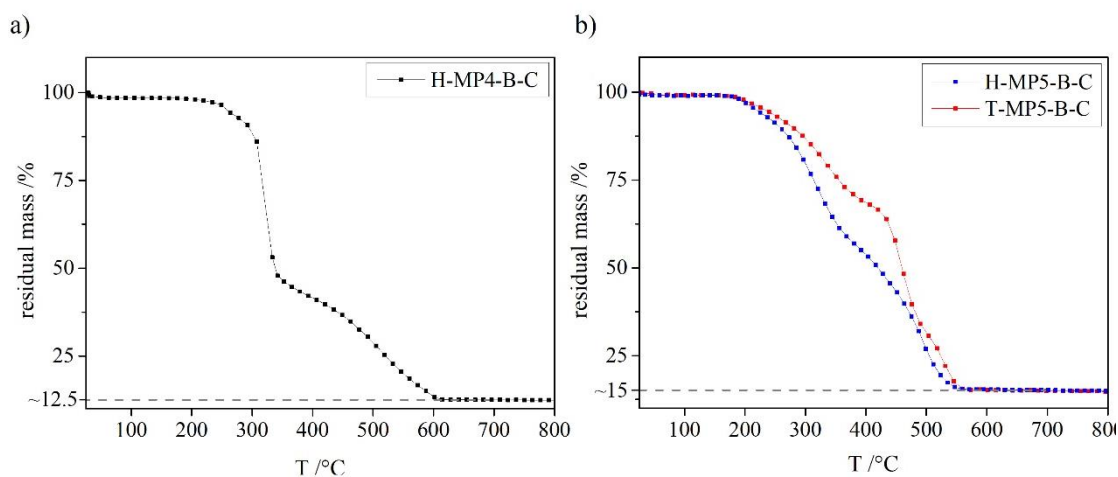 a)
H-MP4-B-C
100
75
50
25
~12.5
residual mass /%
100 200 300 400 500 600 700 800
T /°C
b)
H-MP5-B-C
T-MP5-B-C
100
75
50
25
~15
residual mass /%
100 200 300 400 500 600 700 800
T /°C